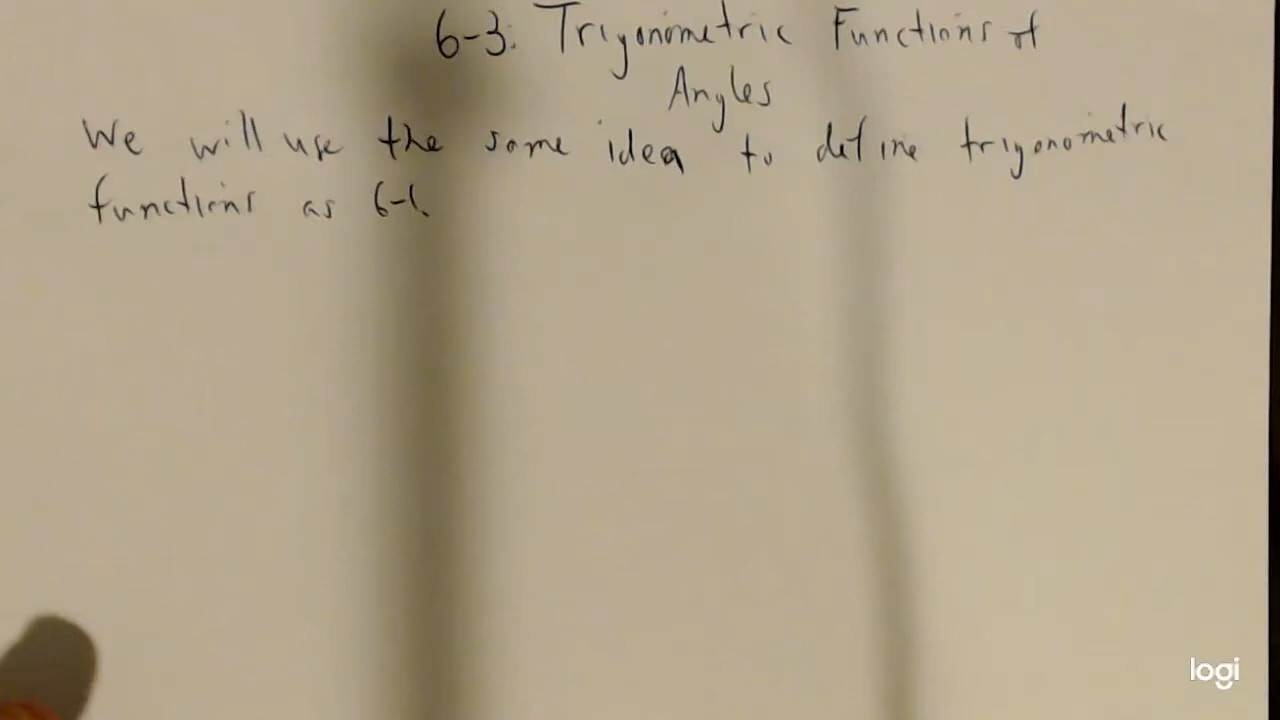 6-3: Trigonometric Functions of
Angles
We will use the same idea to define trigonometric
functions as 6-1.
logi